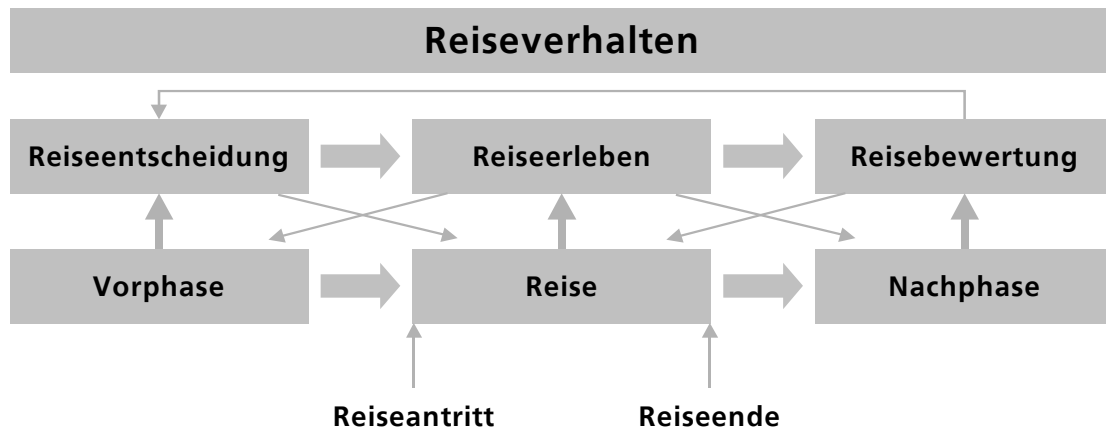 Reiseverhalten
Reiseentscheidung
Reiseerleben
Reisebewertung
Vorphase
Reise
Nachphase
Reiseantritt
Reiseende